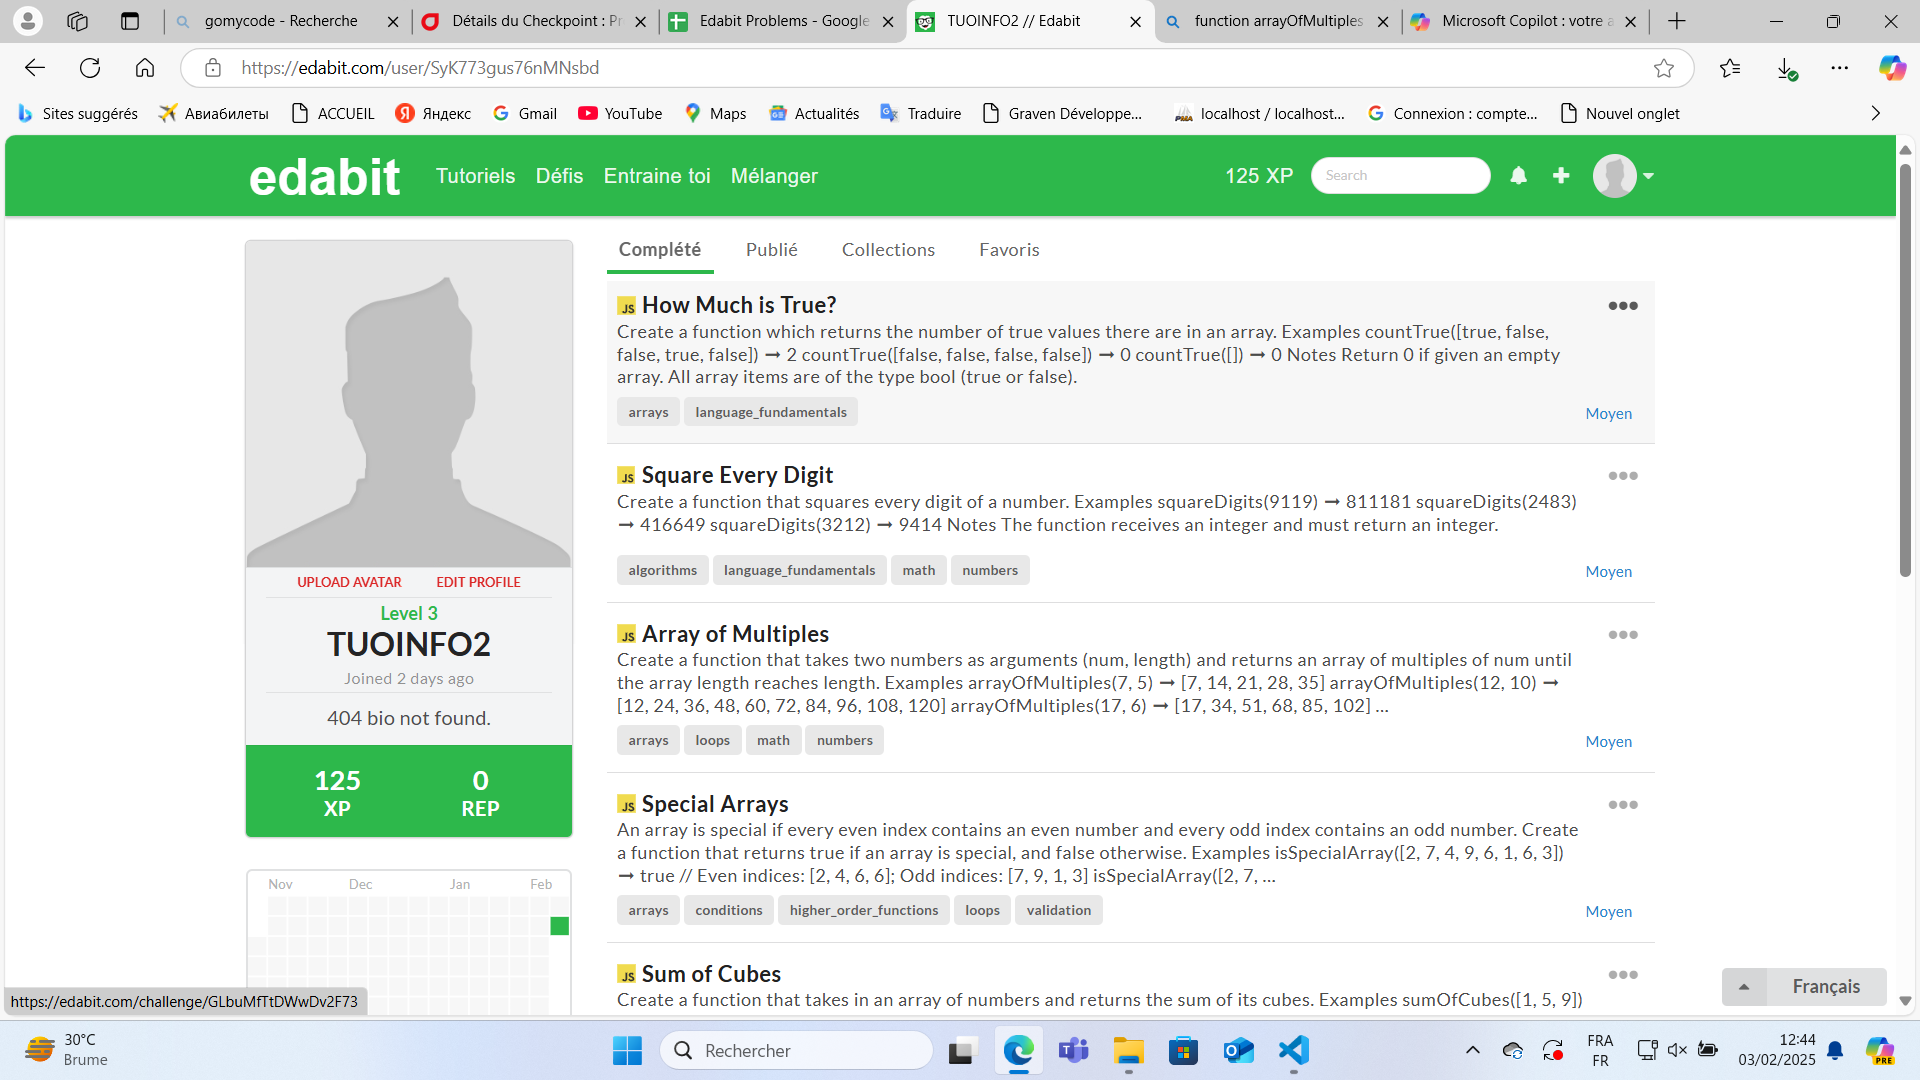 gomycode - Recherche
Détails du Checkpoint : Pr
Edabit Problems - Google
TUOINFO2 // Edabit
function arrayOfMultiples
Microsoft Copilot : votre a
https://edabit.com/user/SyK773gus76nMNsbd
Sites suggérés
Авиабилеты
ACCUEIL
Яндекс
Gmail
YouTube
Maps
Actualités
Traduire
Graven Développe...
localhost / localhost...
Connexion : compte...
Nouvel onglet
edabit
Tutoriels Défis Entraine toi Mélanger
125 XP
Search
Complété Publié Collections Favoris
JS How Much is True?
Create a function which returns the number of true values there are in an array. Examples countTrue([true, false,
false, true, false]) ➞ 2 countTrue([false, false, false, false]) ➞ 0 countTrue([]) ➞ 0 Notes Return 0 if given an empty
array. All array items are of the type bool (true or false).
arrays language_fundamentals
Moyen
JS Square Every Digit
Create a function that squares every digit of a number. Examples squareDigits(9119) ➞ 811181 squareDigits(2483)
➞ 416649 squareDigits(3212) ➞ 9414 Notes The function receives an integer and must return an integer.
algorithms language_fundamentals math numbers
Moyen
JS Array of Multiples
Create a function that takes two numbers as arguments (num, length) and returns an array of multiples of num until
the array length reaches length. Examples arrayOfMultiples(7, 5) ➞ [7, 14, 21, 28, 35] arrayOfMultiples(12, 10) ➞
[12, 24, 36, 48, 60, 72, 84, 96, 108, 120] arrayOfMultiples(17, 6) ➞ [17, 34, 51, 68, 85, 102] ...
arrays loops math numbers
Moyen
JS Special Arrays
An array is special if every even index contains an even number and every odd index contains an odd number. Create
a function that returns true if an array is special, and false otherwise. Examples isSpecialArray([2, 7, 4, 9, 6, 1, 6, 3])
➞ true // Even indices: [2, 4, 6, 6]; Odd indices: [7, 9, 1, 3] isSpecialArray([2, 7, ...
arrays conditions higher_order_functions loops validation
Moyen
JS Sum of Cubes
Create a function that takes in an array of numbers and returns the sum of its cubes. Examples sumOfCubes([1, 5, 9])
UPLOAD AVATAR EDIT PROFILE
Level 3
TUOINFO2
Joined 2 days ago
404 bio not found.
125 0
XP REP
Nov Dec Jan Feb
https://edabit.com/challenge/GLbuMfTtDWwDv2F73
Français
30°C
Brume
Rechercher
FRA
FR
12:44
03/02/2025
PRE